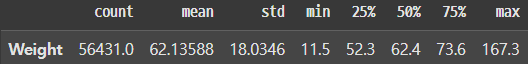 count mean std min 25% 50% 75% max
Weight 56431.0 62.13588 18.0346 11.5 52.3 62.4 73.6 167.3